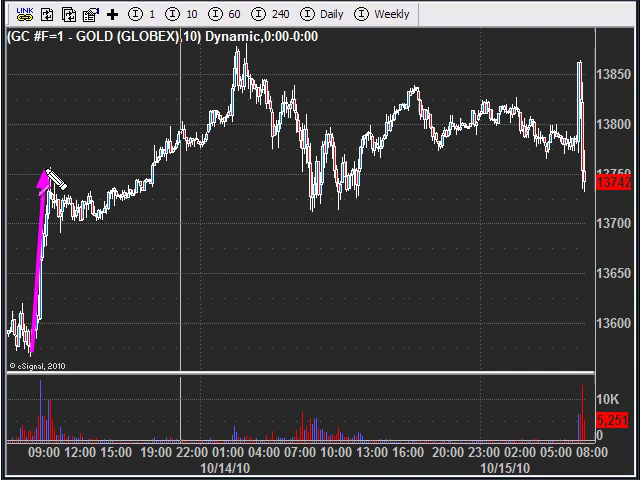 LINK 1 10 60 240 Daily Weekly
(GC #F=1 - GOLD (GLOBEX),10) Dynamic,0:00-0:00
13850
13800
13750
13742
13700
13650
13600
© eSignal, 2010
10K
5,251
0
09:00 12:00 15:00 19:00 22:00 01:00 04:00 07:00 10:00 13:00 16:00 20:00 23:00 02:00 05:00 08:00
10/14/10 10/15/10